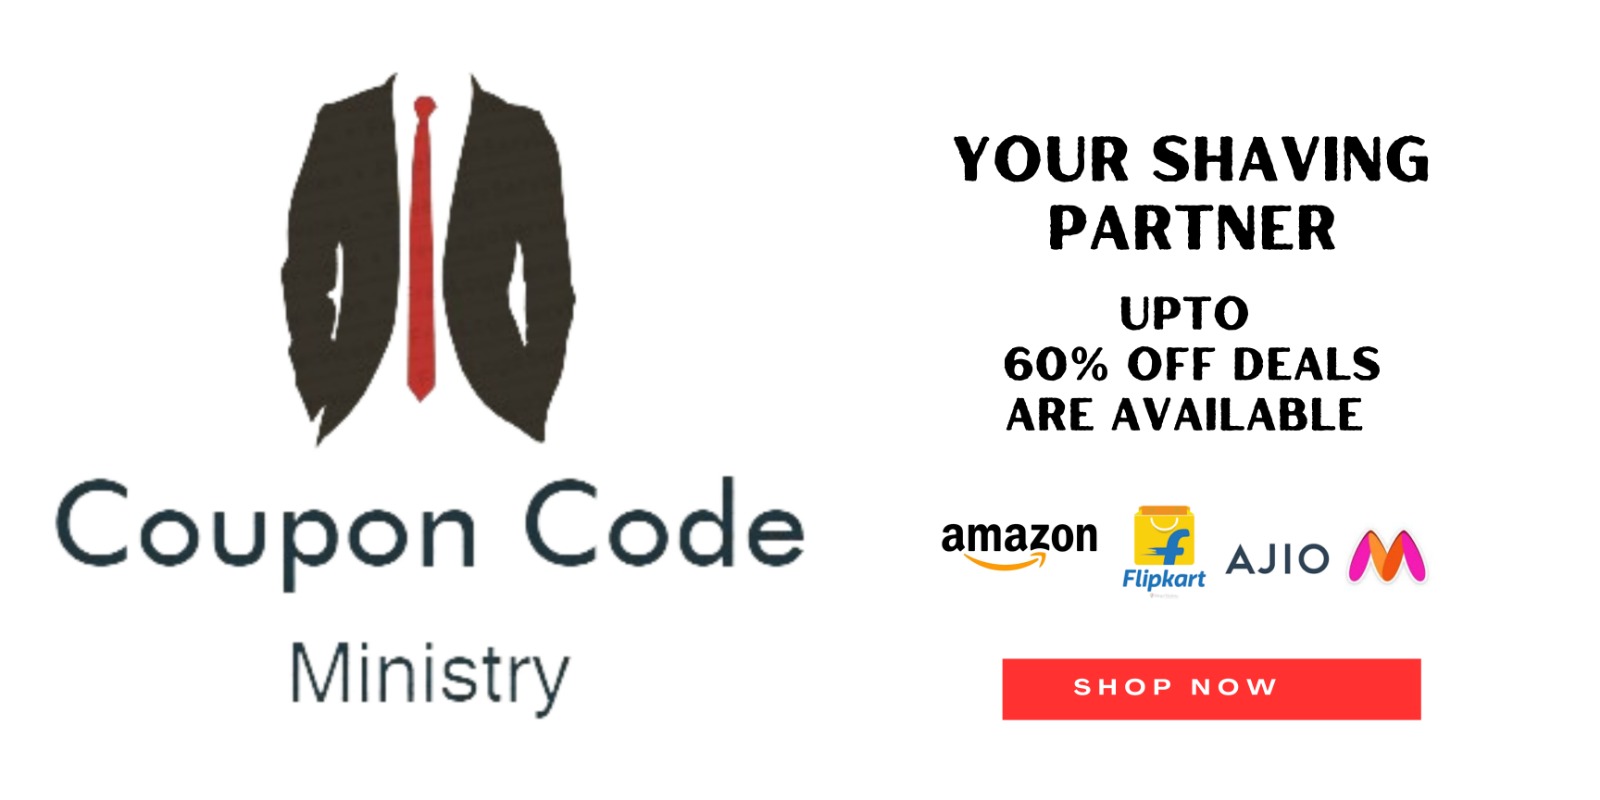 Coupon Code
Ministry
YOUR SHAVING
PARTNER
UPTO
60% OFF DEALS
ARE AVAILABLE
amazon
Flipkart
AJIO
SHOP NOW